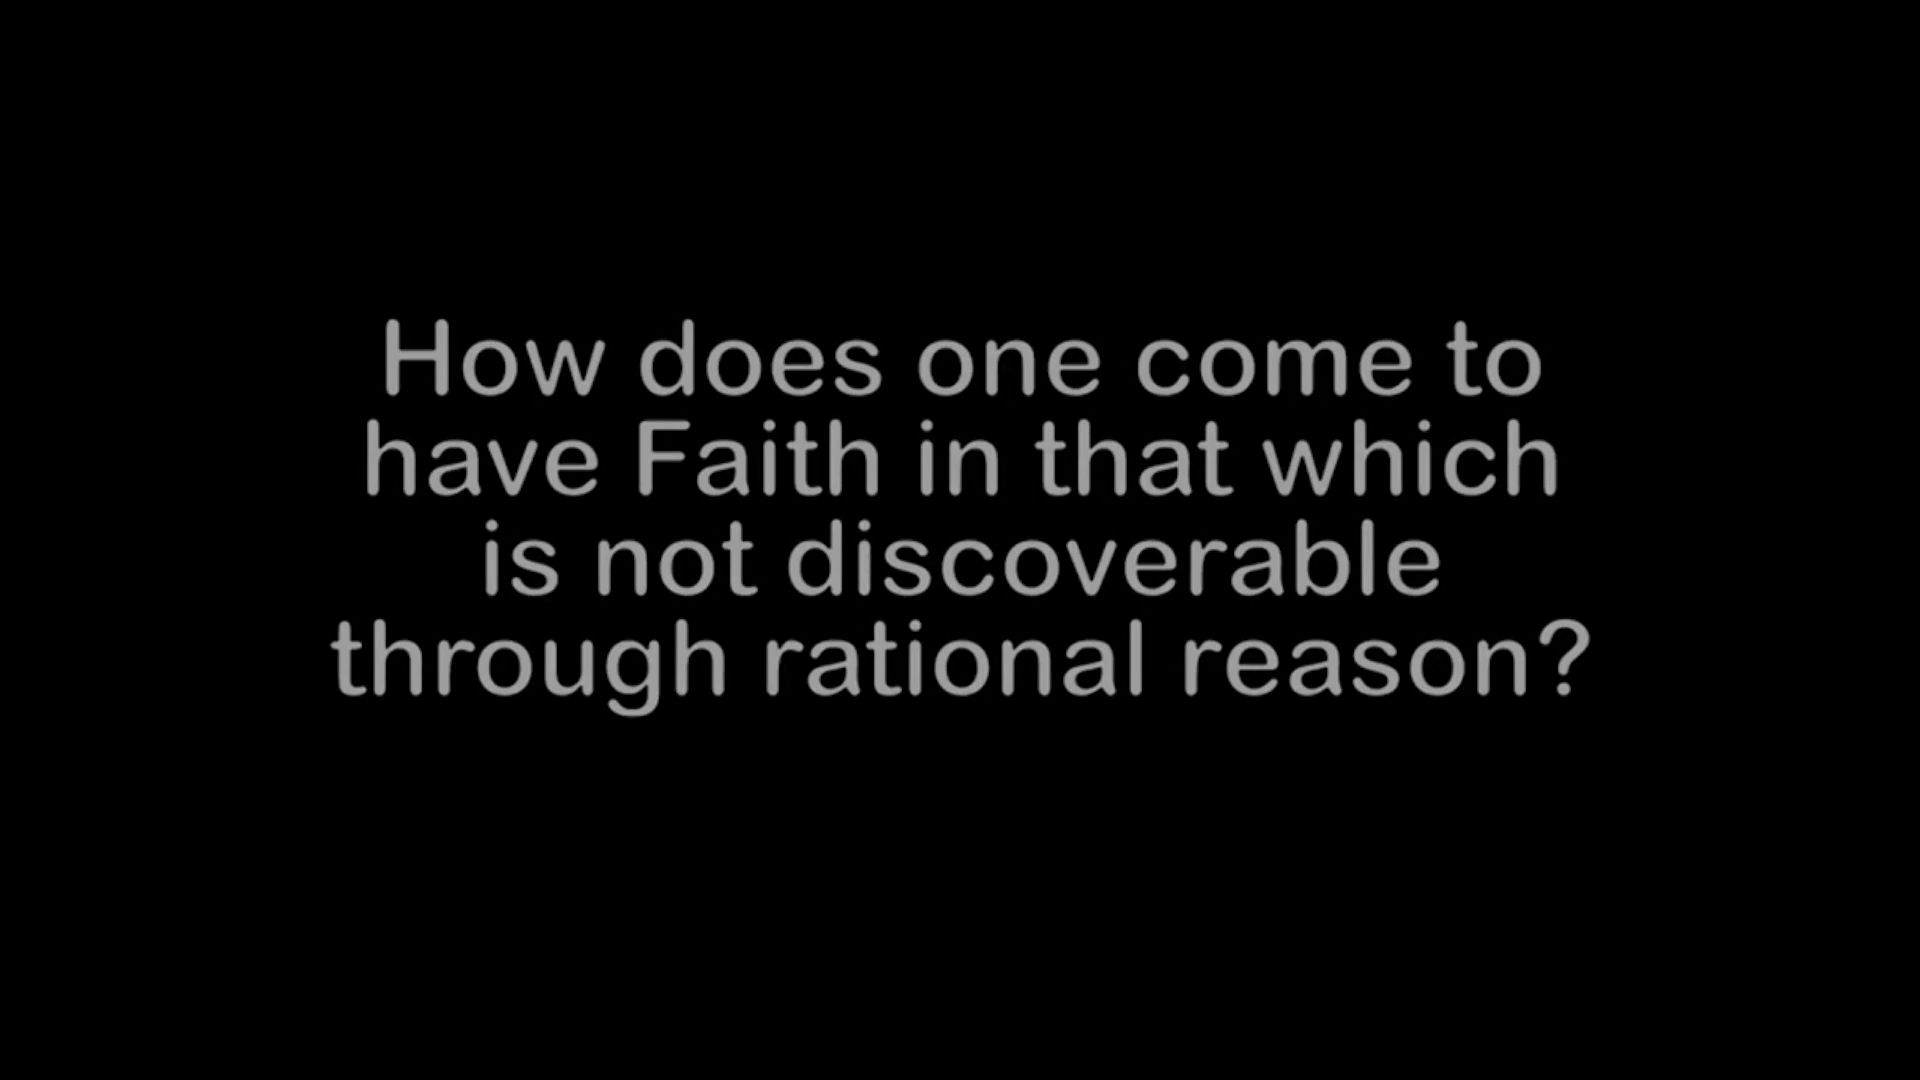 How does one come to
have Faith in that which
is not discoverable
through rational reason?